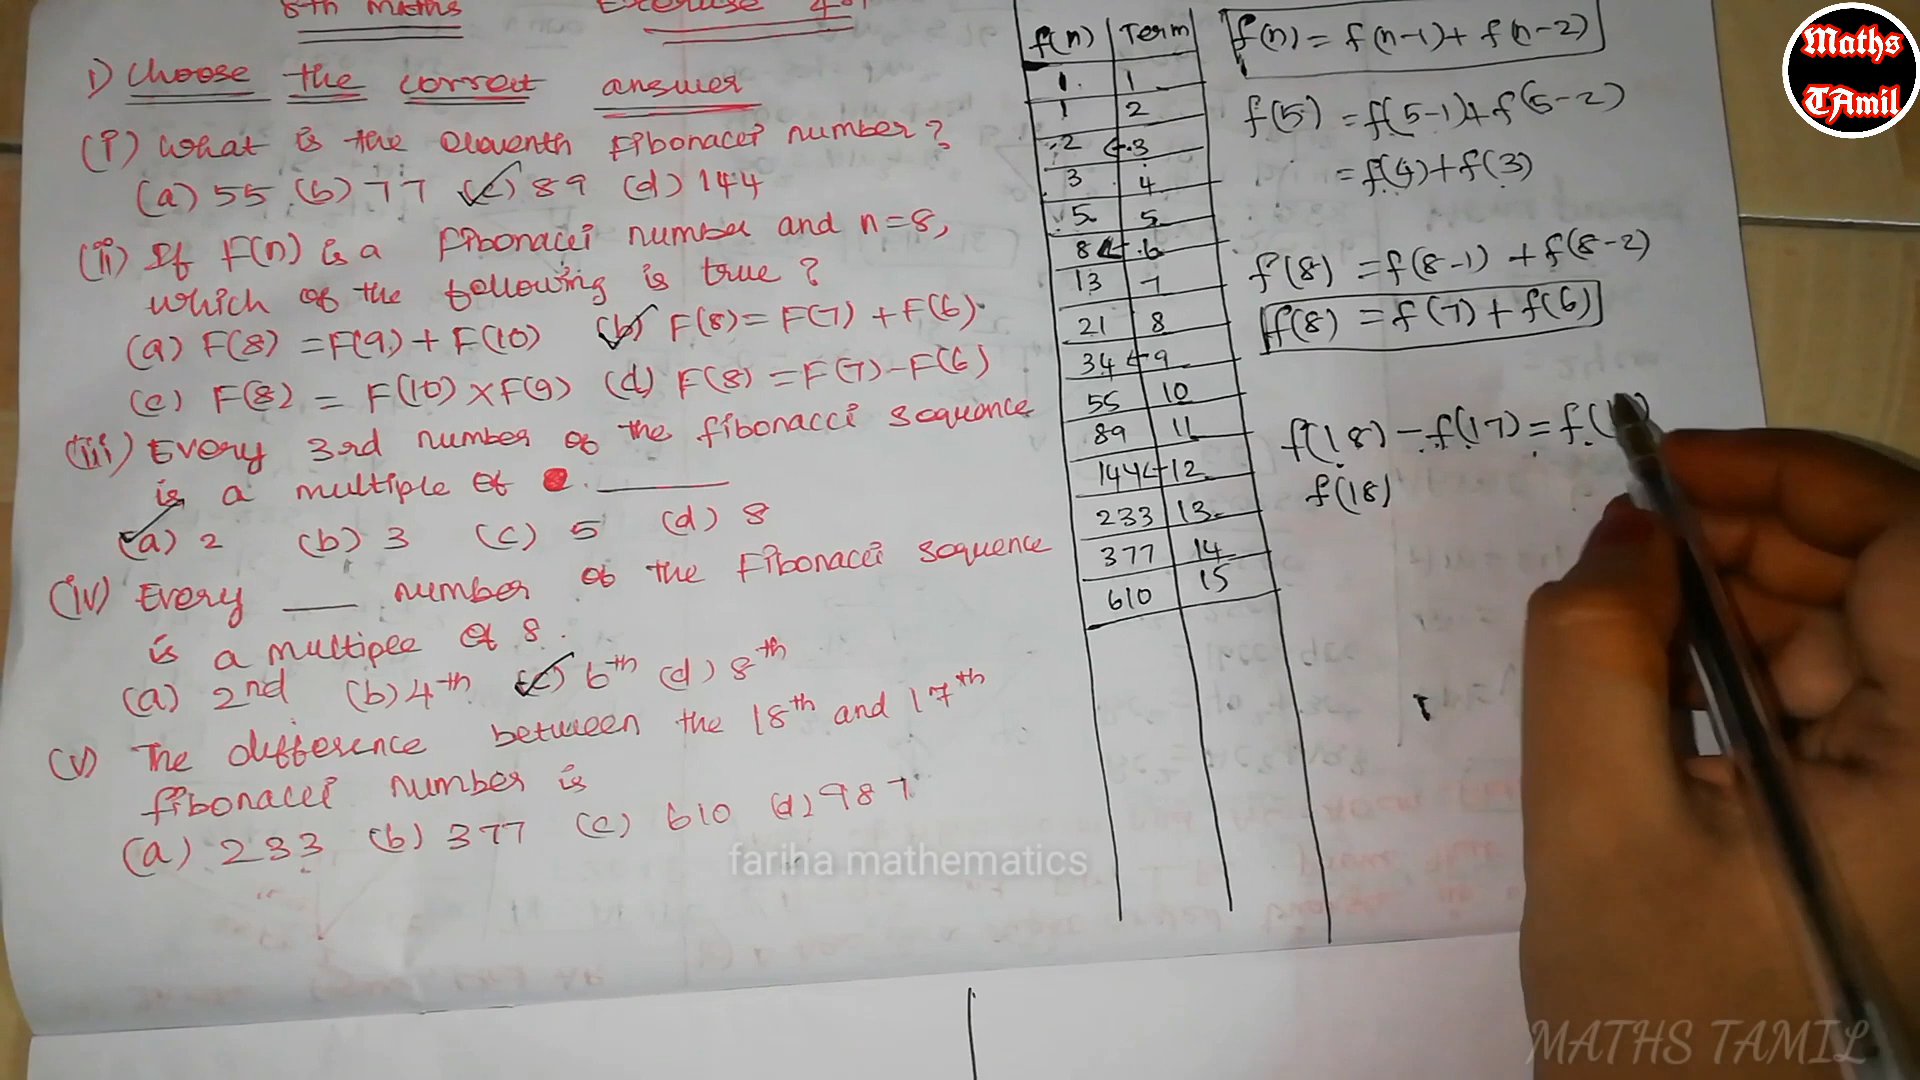 8th maths Exercise 4.1
1) Choose the correct answer
(i) What is the eleventh Fibonacci number?
(a) 55 (b) 77 (c) 89 (d) 144
(ii) If F(n) is a Fibonacci number and n=8,
which of the following is true?
(a) F(8) = F(9) + F(10) (b) F(8) = F(7) + F(6)
(c) F(8) = F(10) × F(9) (d) F(8) = F(7) - F(6)
(iii) Every 3rd number of the fibonacci sequence
is a multiple of ______
(a) 2 (b) 3 (c) 5 (d) 8
(iv) Every ___ number of the Fibonacci sequence
is a multiple of 8.
(a) 2nd (b) 4th (c) 6th (d) 8th
(v) The difference between the 18th and 17th
fibonacci number is
(a) 233 (b) 377 (c) 610 (d) 987
f(n) Term
1 1
1 2
2 ← 3
3 4
5 5
8 ← 6
13 7
21 8
34 ← 9
55 10
89 11
144 ← 12
233 13
377 14
610 15
f(n) = f(n-1) + f(n-2)
f(5) = f(5-1) + f(5-2)
= f(4) + f(3)
f(8) = f(8-1) + f(8-2)
f(8) = f(7) + f(6)
f(18) - f(17) = f(1
f(18)
Maths
TAmil
fariha mathematics
MATHS TAMIL